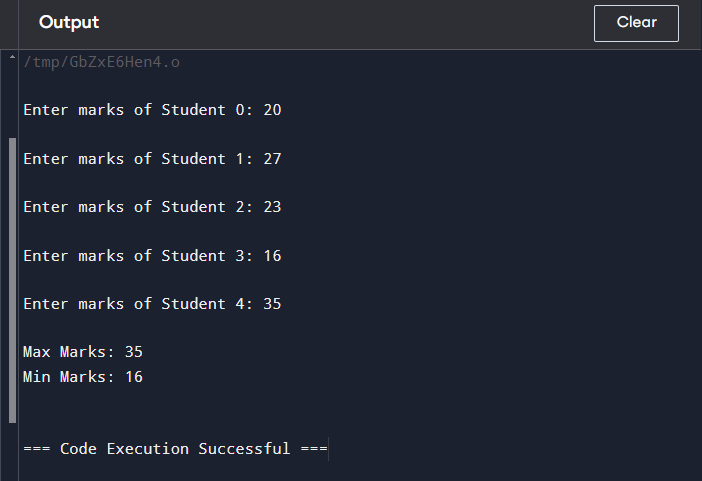 Output
Clear
/tmp/GbZxE6Hen4.o
Enter marks of Student 0: 20
Enter marks of Student 1: 27
Enter marks of Student 2: 23
Enter marks of Student 3: 16
Enter marks of Student 4: 35
Max Marks: 35
Min Marks: 16
=== Code Execution Successful ===